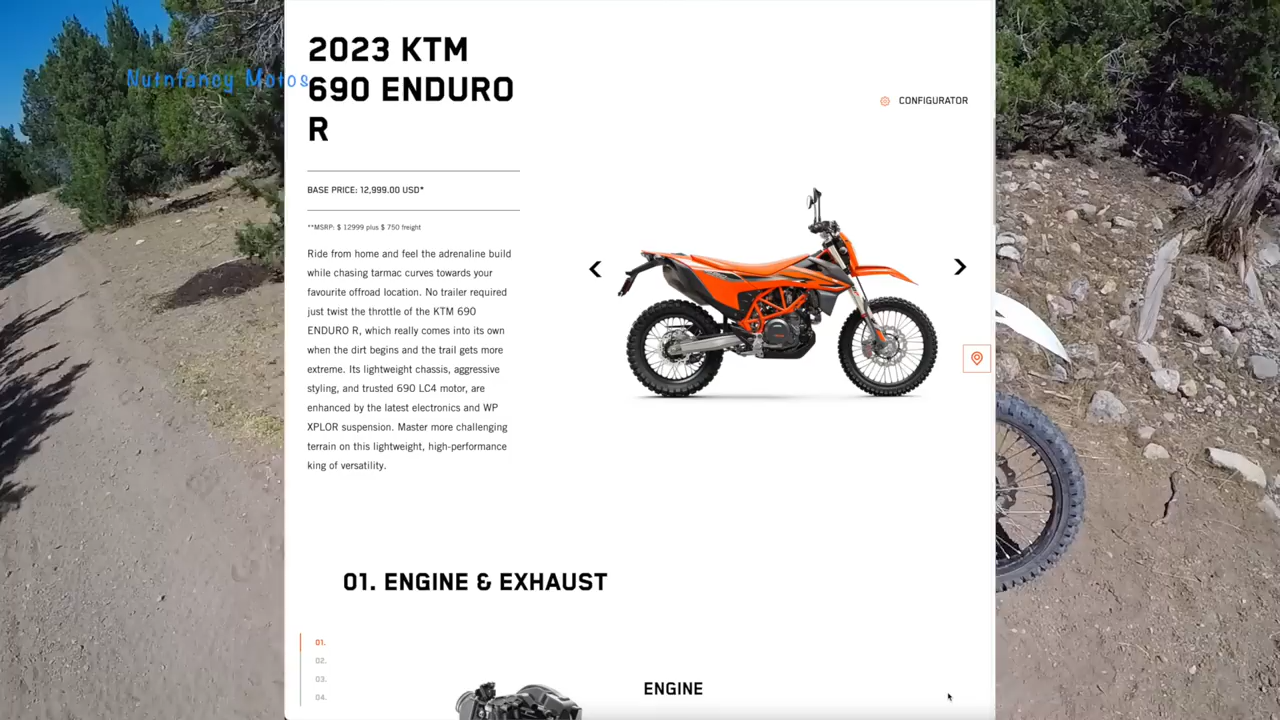 Nutnfancy Motos
2023 KTM
690 ENDURO
R
CONFIGURATOR
BASE PRICE: 12,999.00 USD*
**MSRP: $ 12999 plus $ 750 freight
Ride from home and feel the adrenaline build
while chasing tarmac curves towards your
favourite offroad location. No trailer required
just twist the throttle of the KTM 690
ENDURO R, which really comes into its own
when the dirt begins and the trail gets more
extreme. Its lightweight chassis, aggressive
styling, and trusted 690 LC4 motor, are
enhanced by the latest electronics and WP
XPLOR suspension. Master more challenging
terrain on this lightweight, high-performance
king of versatility.
01. ENGINE & EXHAUST
01.
02.
03.
04.
ENGINE